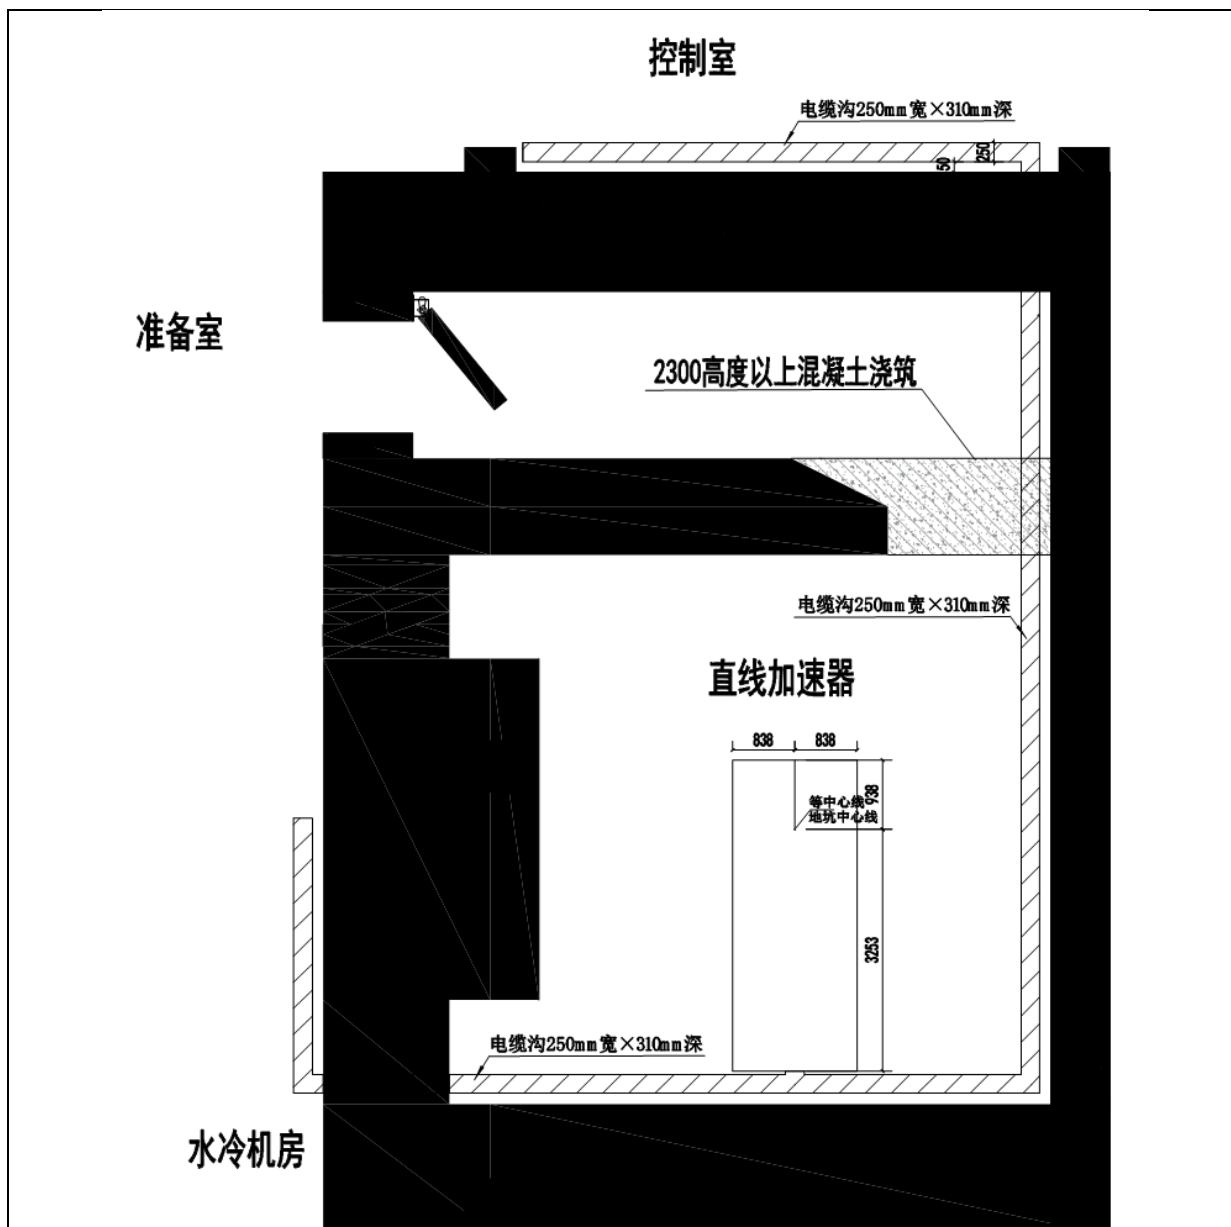 控制室
电缆沟250mm宽×310mm深
250
50
准备室
2300高度以上混凝土浇筑
电缆沟250mm宽×310mm深
直线加速器
838
838
938
等中心线
地坑中心线
3253
电缆沟250mm宽×310mm深
水冷机房